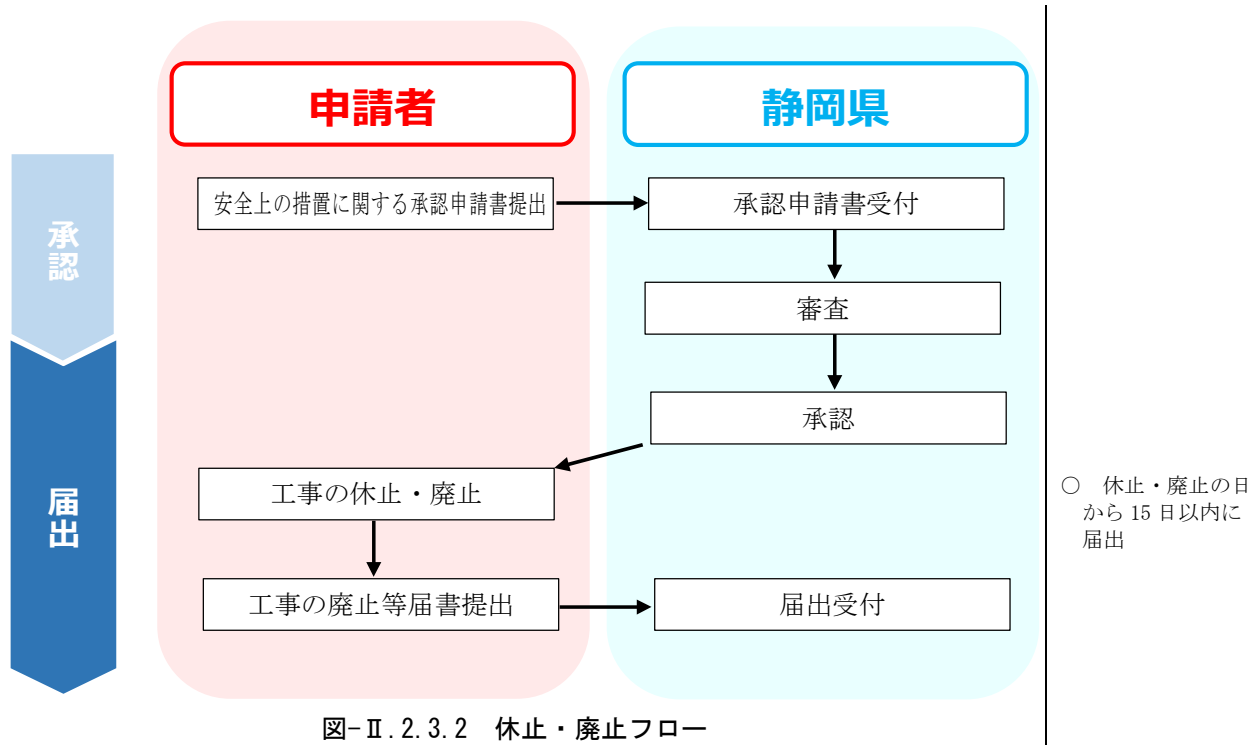 申請者
静岡県
承認
安全上の措置に関する承認申請書提出
承認申請書受付
審査
承認
届出
工事の休止・廃止
工事の廃止等届書提出
届出受付
○　休止・廃止の日
から 15 日以内に
届出
図-Ⅱ.2.3.2　休止・廃止フロー